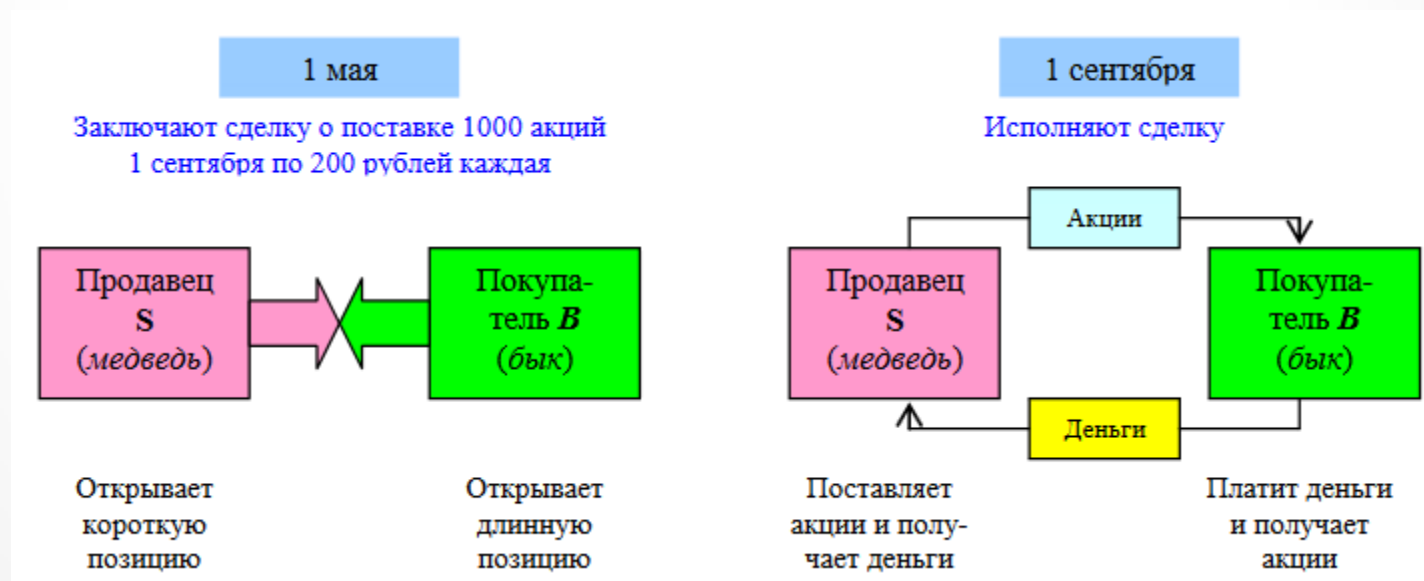 1 мая
Заключают сделку о поставке 1000 акций
1 сентября по 200 рублей каждая
Продавец
S
(медведь)
Покупа-
тель B
(бык)
Открывает
короткую
позицию
Открывает
длинную
позицию
1 сентября
Исполняют сделку
Акции
Продавец
S
(медведь)
Покупа-
тель B
(бык)
Деньги
Поставляет
акции и полу-
чает деньги
Платит деньги
и получает
акции